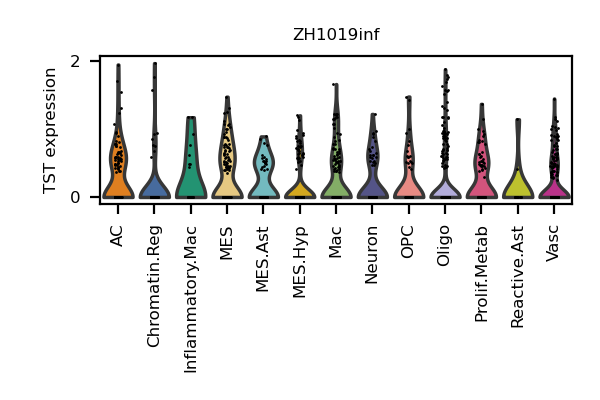 ZH1019inf
TST expression
2
0
AC
Chromatin.Reg
Inflammatory.Mac
MES
MES.Ast
MES.Hyp
Mac
Neuron
OPC
Oligo
Prolif.Metab
Reactive.Ast
Vasc